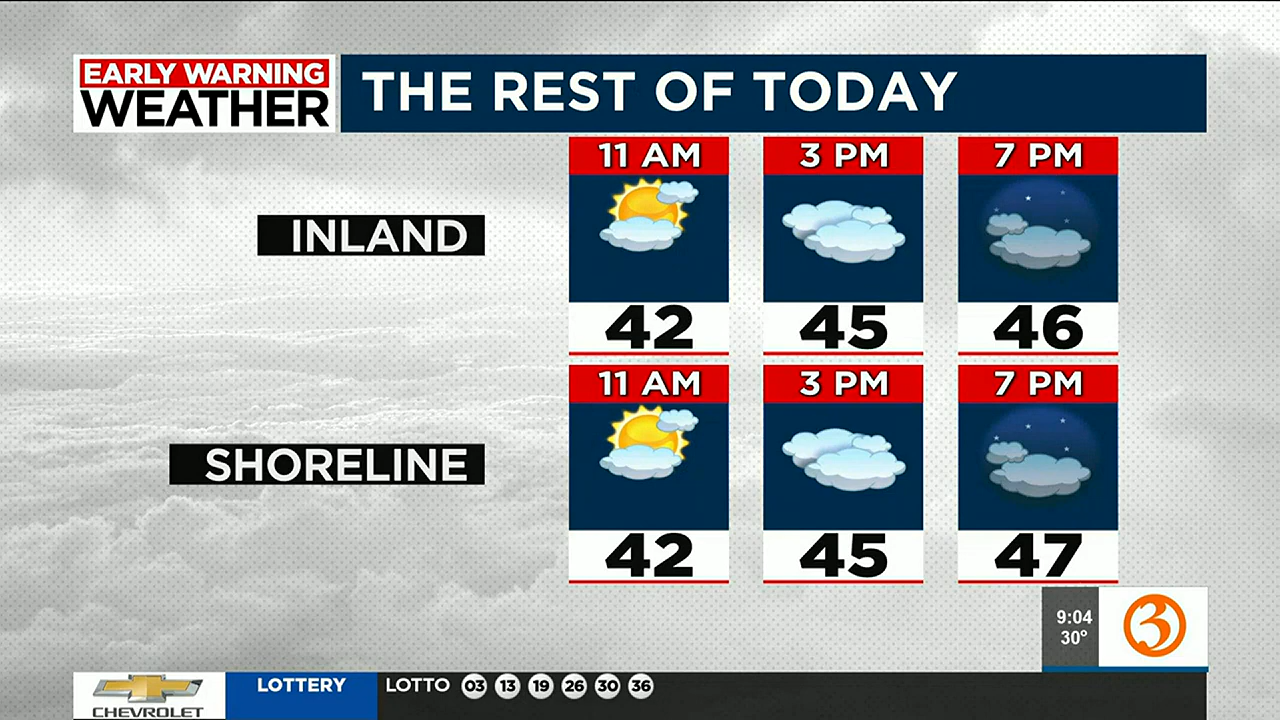 EARLY WARNING
WEATHER
THE REST OF TODAY
11 AM 3 PM 7 PM
INLAND
42 45 46
11 AM 3 PM 7 PM
SHORELINE
42 45 47
9:04
30°
3
LOTTERY LOTTO 03 13 19 26 30 36
CHEVROLET